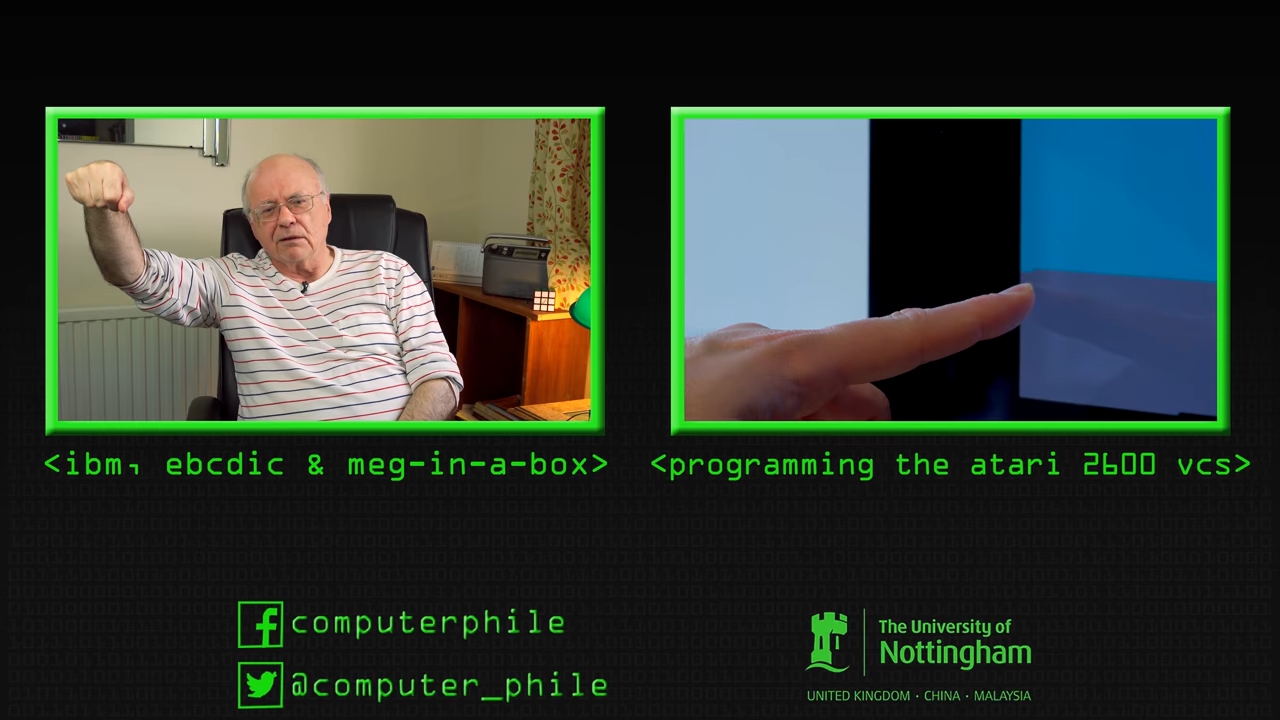 <ibm, ebcdic & meg-in-a-box>
<programming the atari 2600 vcs>
computerphile
@computer_phile
The University of
Nottingham
UNITED KINGDOM · CHINA · MALAYSIA